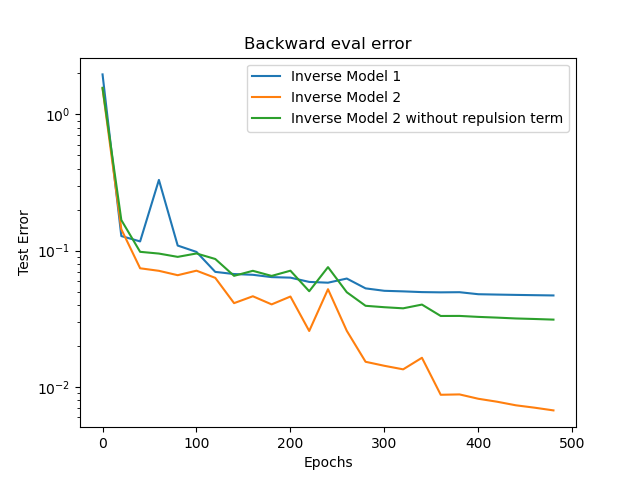 Backward eval error
Inverse Model 1
Inverse Model 2
Inverse Model 2 without repulsion term
Test Error
10⁰
10⁻¹
10⁻²
0 100 200 300 400 500
Epochs